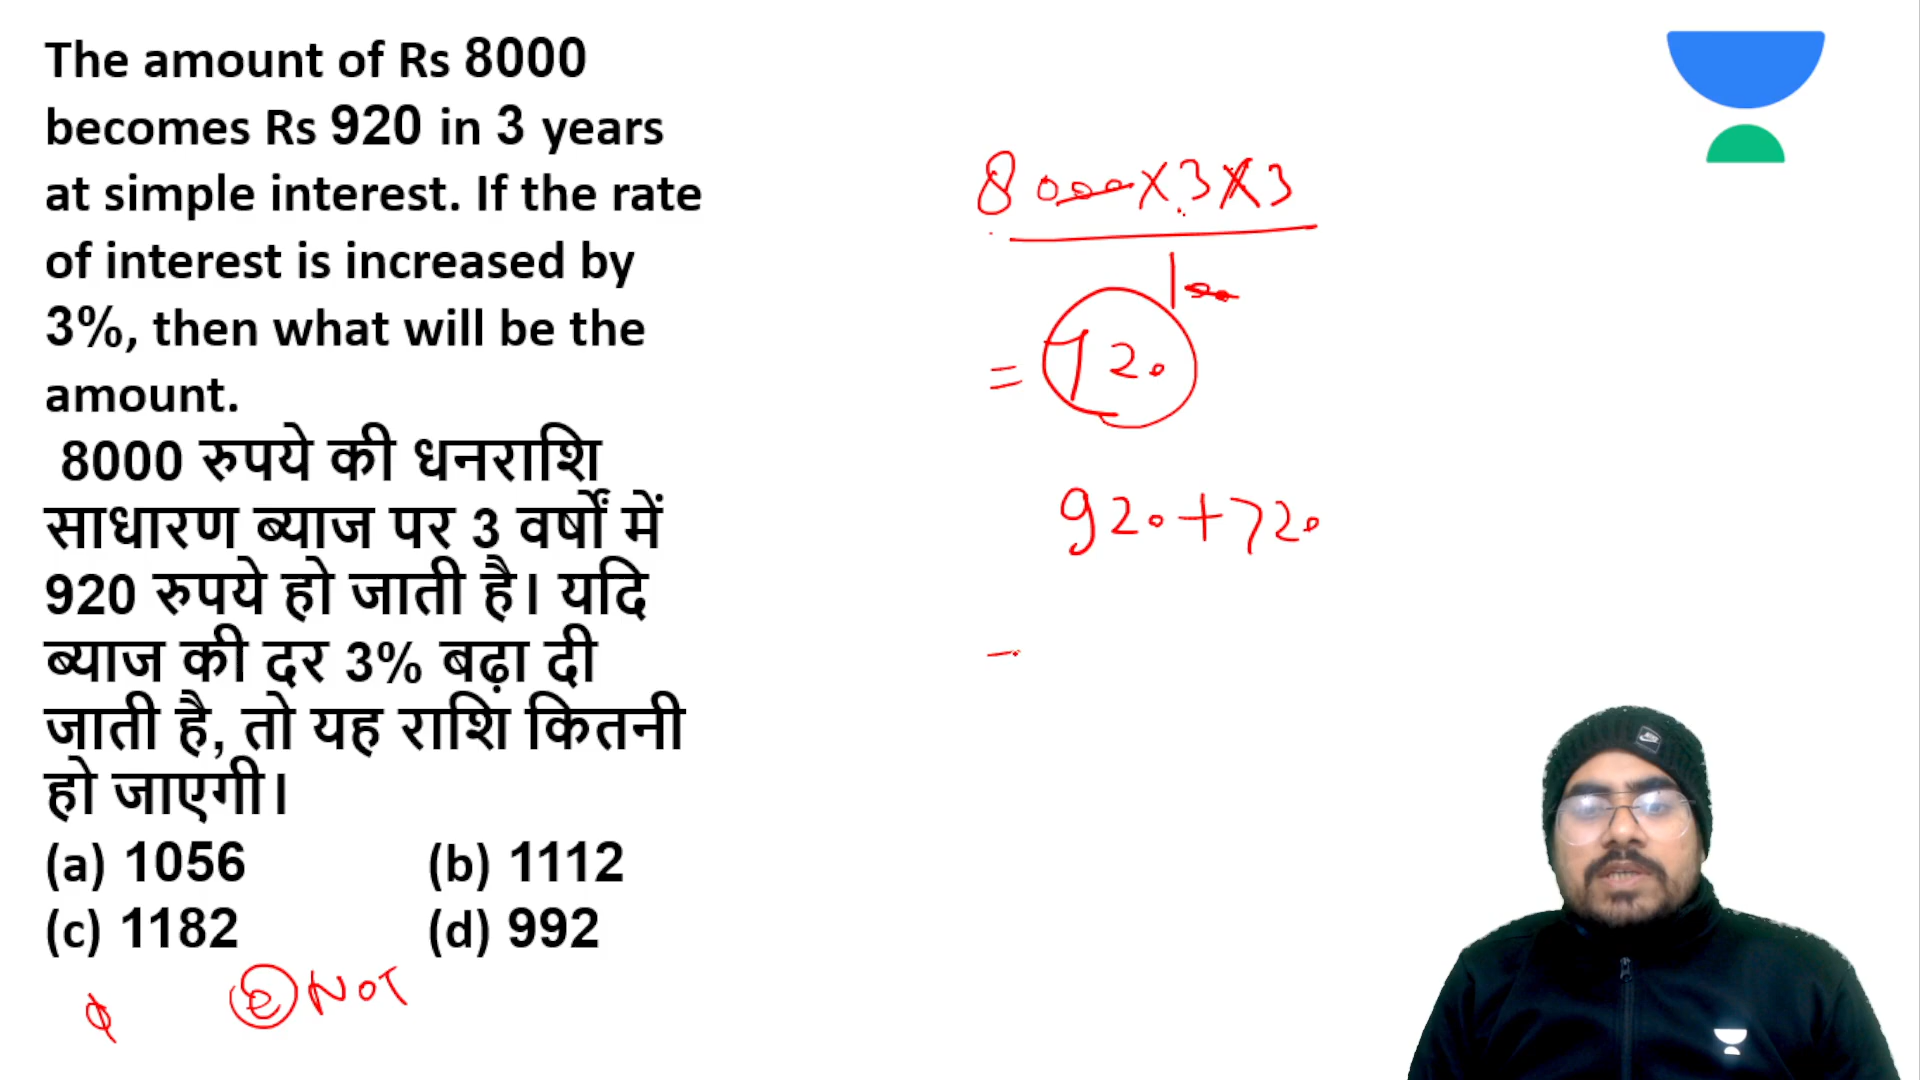 The amount of Rs 8000
becomes Rs 920 in 3 years
at simple interest. If the rate
of interest is increased by
3%, then what will be the
amount.
8000 रुपये की धनराशि
साधारण ब्याज पर 3 वर्षों में
920 रुपये हो जाती है। यदि
ब्याज की दर 3% बढ़ा दी
जाती है, तो यह राशि कितनी
हो जाएगी।
(a) 1056 (b) 1112
(c) 1182 (d) 992
(e) NOT
8000 X 3 X 3
100
= 720
920 + 720